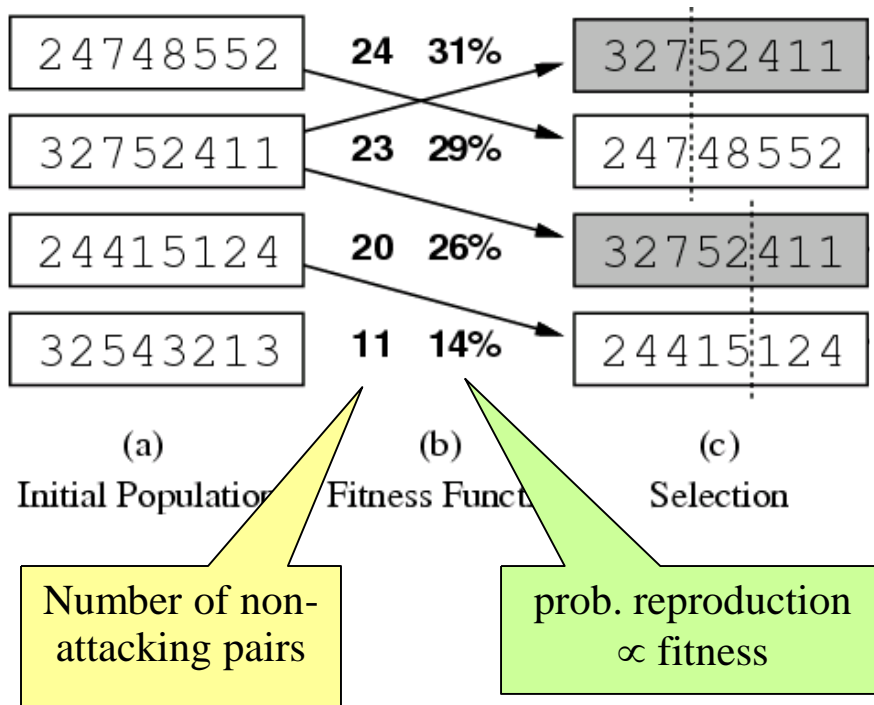 24748552 24 31% 32752411
32752411 23 29% 24748552
24415124 20 26% 32752411
32543213 11 14% 24415124
(a) (b) (c)
Initial Population Fitness Functi Selection
Number of non-
attacking pairs
prob. reproduction
∝ fitness